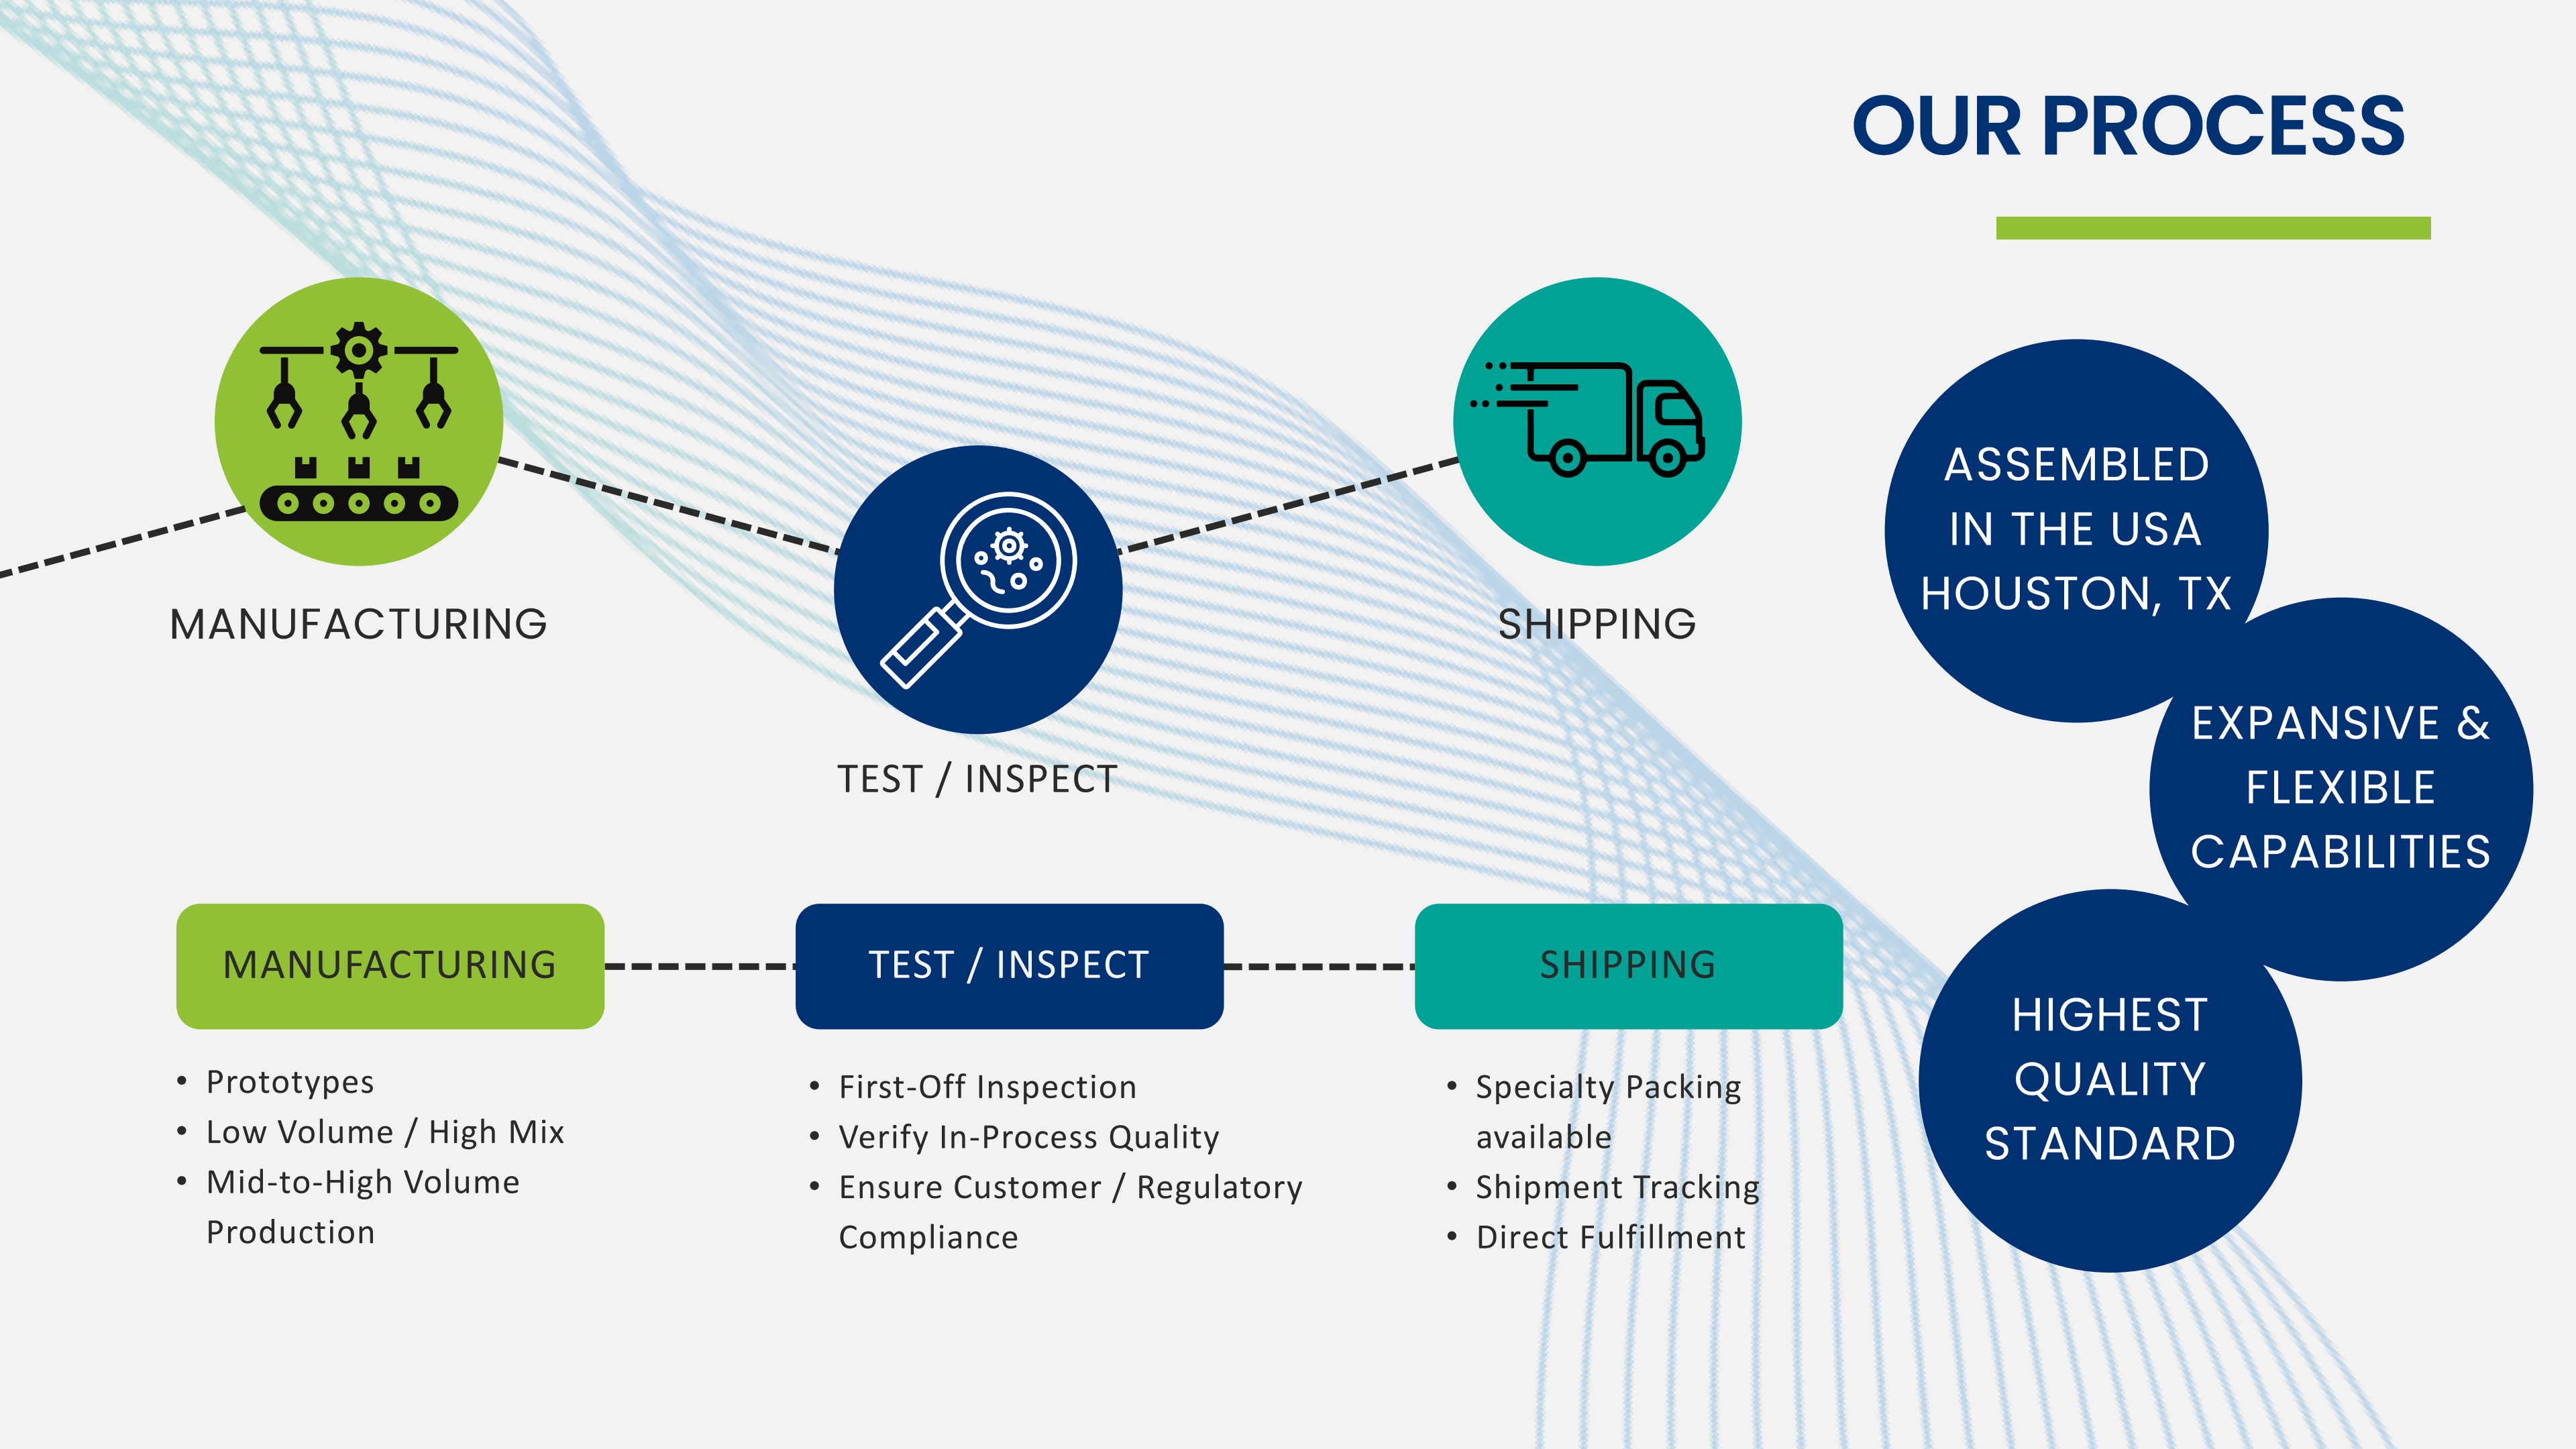 OUR PROCESS
MANUFACTURING
TEST / INSPECT
SHIPPING
ASSEMBLED
IN THE USA
HOUSTON, TX
EXPANSIVE &
FLEXIBLE
CAPABILITIES
HIGHEST
QUALITY
STANDARD
MANUFACTURING
• Prototypes
• Low Volume / High Mix
• Mid-to-High Volume
Production
TEST / INSPECT
• First-Off Inspection
• Verify In-Process Quality
• Ensure Customer / Regulatory
Compliance
SHIPPING
• Specialty Packing
available
• Shipment Tracking
• Direct Fulfillment